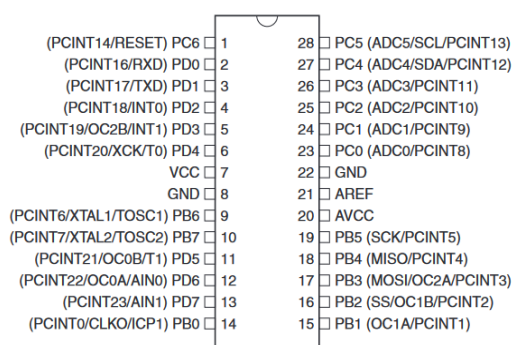 (PCINT14/RESET) PC6 1 28 PC5 (ADC5/SCL/PCINT13)
(PCINT16/RXD) PD0 2 27 PC4 (ADC4/SDA/PCINT12)
(PCINT17/TXD) PD1 3 26 PC3 (ADC3/PCINT11)
(PCINT18/INT0) PD2 4 25 PC2 (ADC2/PCINT10)
(PCINT19/OC2B/INT1) PD3 5 24 PC1 (ADC1/PCINT9)
(PCINT20/XCK/T0) PD4 6 23 PC0 (ADC0/PCINT8)
VCC 7 22 GND
GND 8 21 AREF
(PCINT6/XTAL1/TOSC1) PB6 9 20 AVCC
(PCINT7/XTAL2/TOSC2) PB7 10 19 PB5 (SCK/PCINT5)
(PCINT21/OC0B/T1) PD5 11 18 PB4 (MISO/PCINT4)
(PCINT22/OC0A/AIN0) PD6 12 17 PB3 (MOSI/OC2A/PCINT3)
(PCINT23/AIN1) PD7 13 16 PB2 (SS/OC1B/PCINT2)
(PCINT0/CLKO/ICP1) PB0 14 15 PB1 (OC1A/PCINT1)